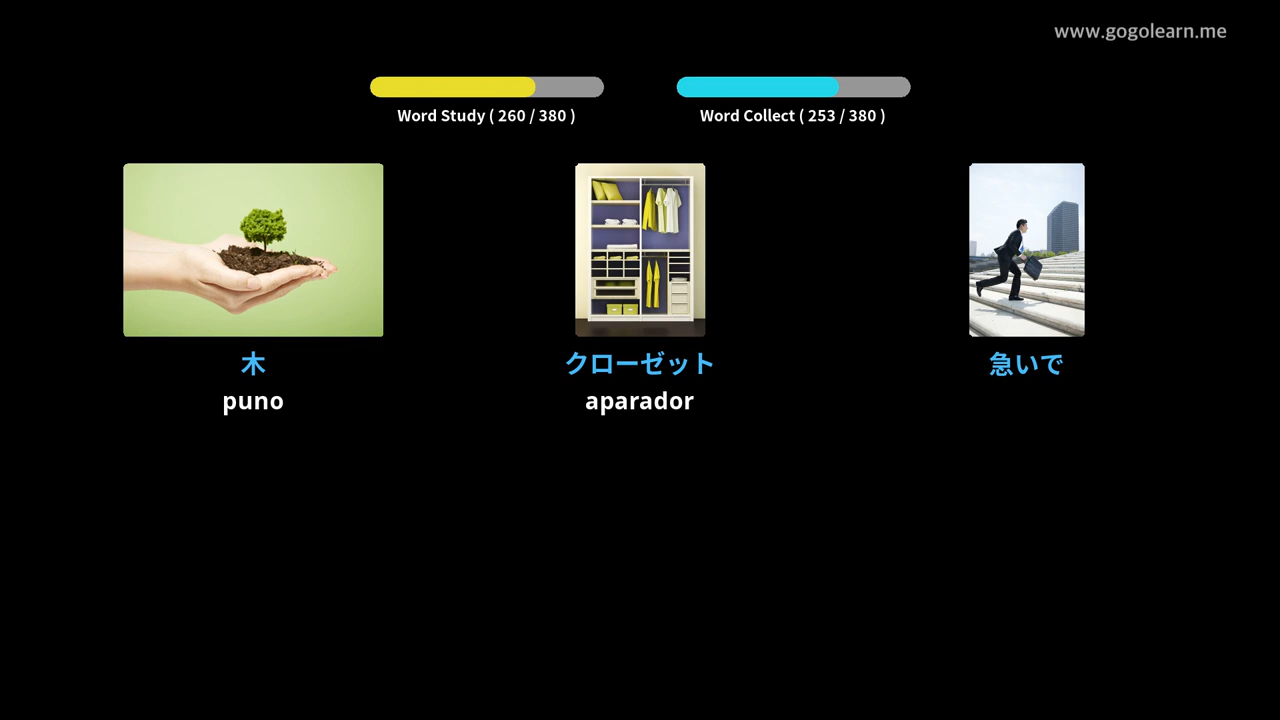 www.gogolearn.me
Word Study ( 260 / 380 )
Word Collect ( 253 / 380 )
木
クローゼット
急いで
puno
aparador